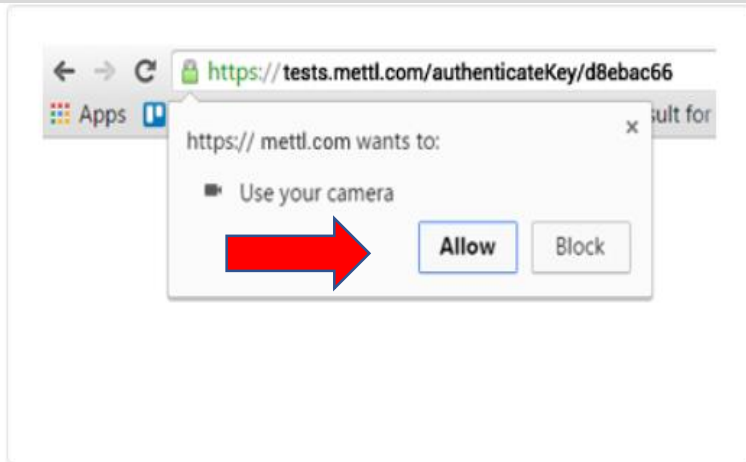 https://tests.mettl.com/authenticateKey/d8ebac66
Apps sult for
https:// mettl.com wants to:
Use your camera
Allow Block